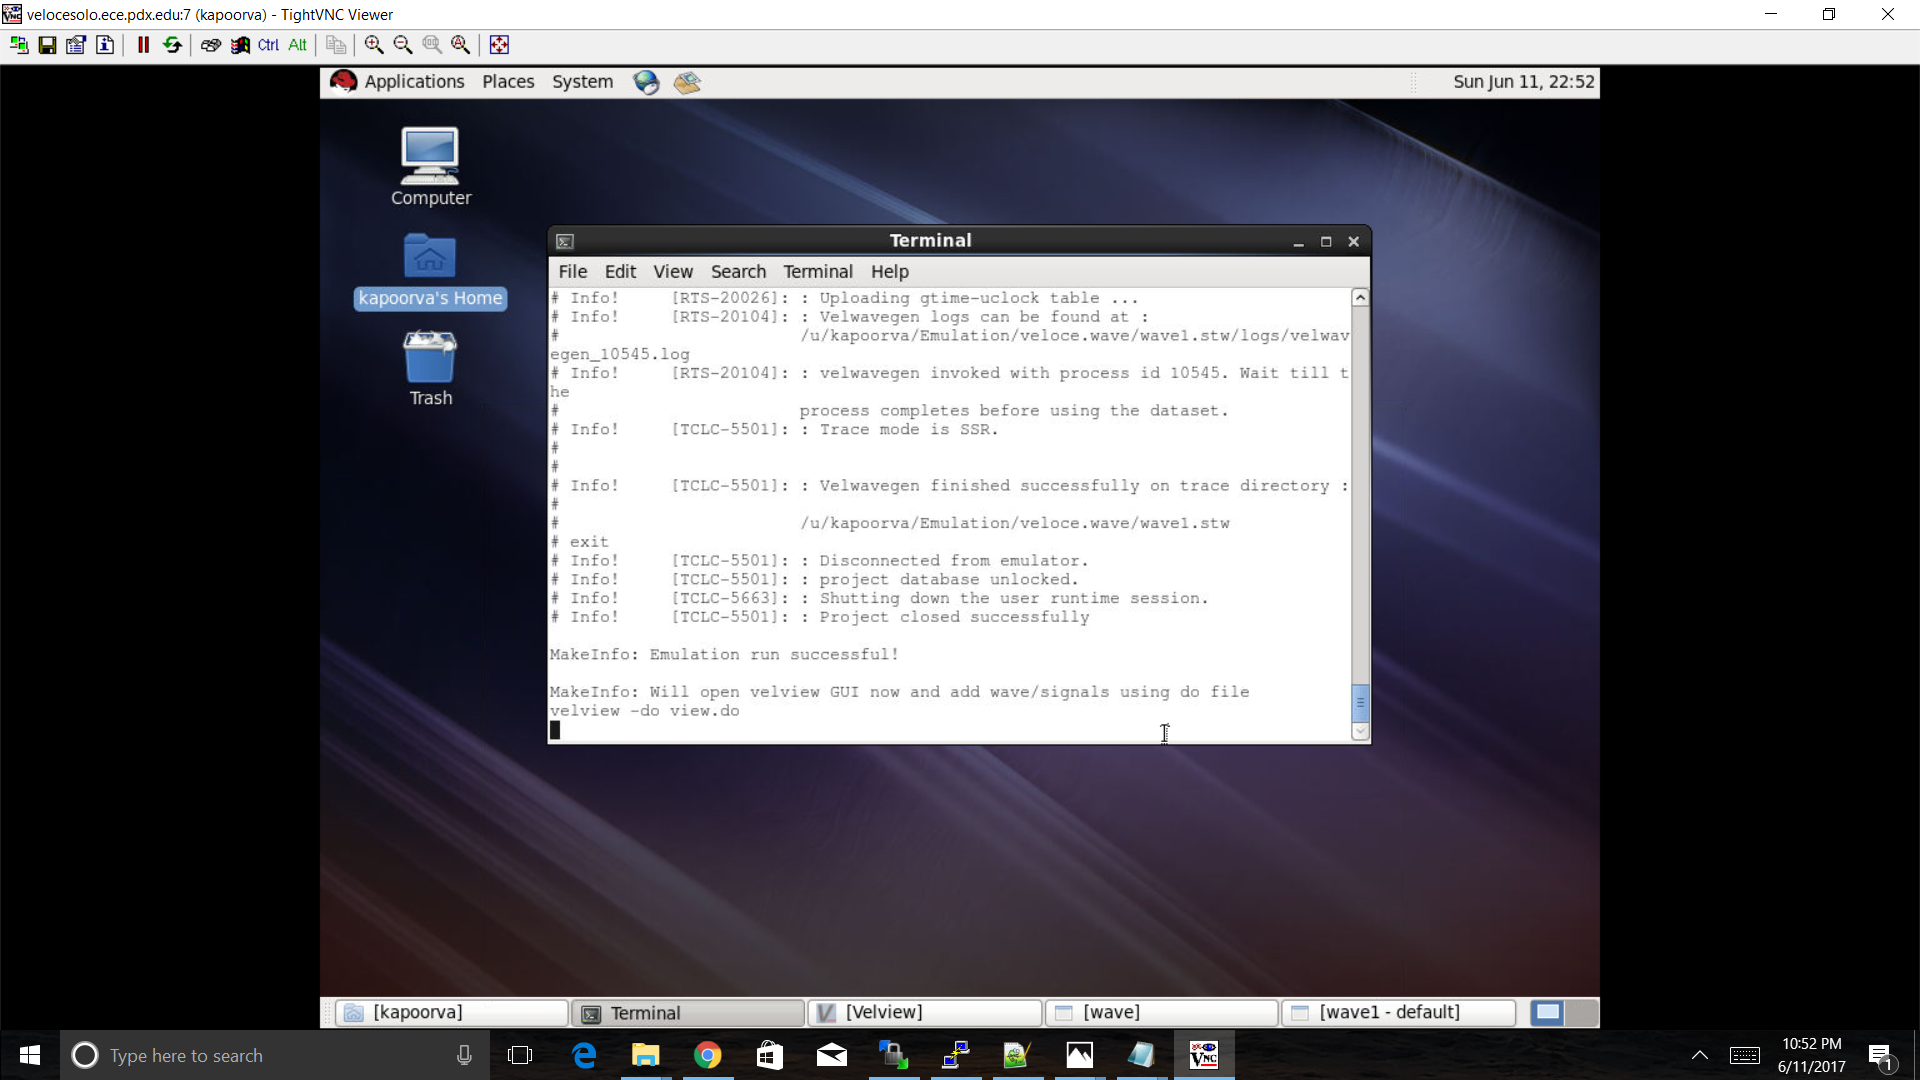 velocesolo.ece.pdx.edu:7 (kapoorva) - TightVNC Viewer
Ctrl Alt
Applications Places System
Sun Jun 11, 22:52
Computer
kapoorva's Home
Trash
Terminal
File Edit View Search Terminal Help
# Info! [RTS-20026]: : Uploading gtime-uclock table ...
# Info! [RTS-20104]: : Velwavegen logs can be found at :
# /u/kapoorva/Emulation/veloce.wave/wave1.stw/logs/velwav
egen_10545.log
# Info! [RTS-20104]: : velwavegen invoked with process id 10545. Wait till t
he
# process completes before using the dataset.
# Info! [TCLC-5501]: : Trace mode is SSR.
#
#
# Info! [TCLC-5501]: : Velwavegen finished successfully on trace directory :
#
# /u/kapoorva/Emulation/veloce.wave/wave1.stw
# exit
# Info! [TCLC-5501]: : Disconnected from emulator.
# Info! [TCLC-5501]: : project database unlocked.
# Info! [TCLC-5663]: : Shutting down the user runtime session.
# Info! [TCLC-5501]: : Project closed successfully
MakeInfo: Emulation run successful!
MakeInfo: Will open velview GUI now and add wave/signals using do file
velview -do view.do
[kapoorva] Terminal [Velview] [wave] [wave1 - default]
Type here to search
VNC
10:52 PM
6/11/2017
1